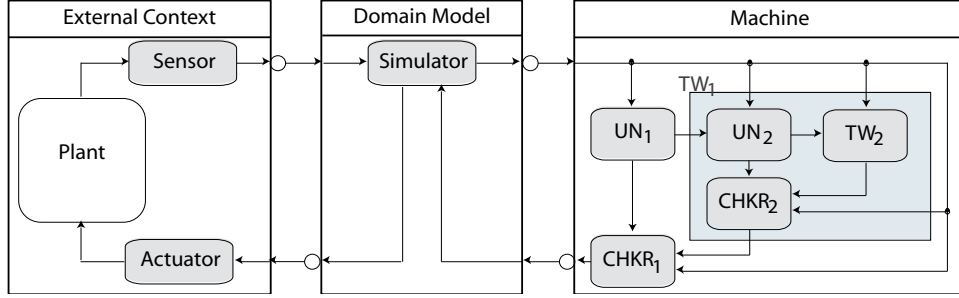 External Context
Domain Model
Machine
Sensor
Simulator
TW1
Plant
UN1
UN2
TW2
CHKR2
Actuator
CHKR1